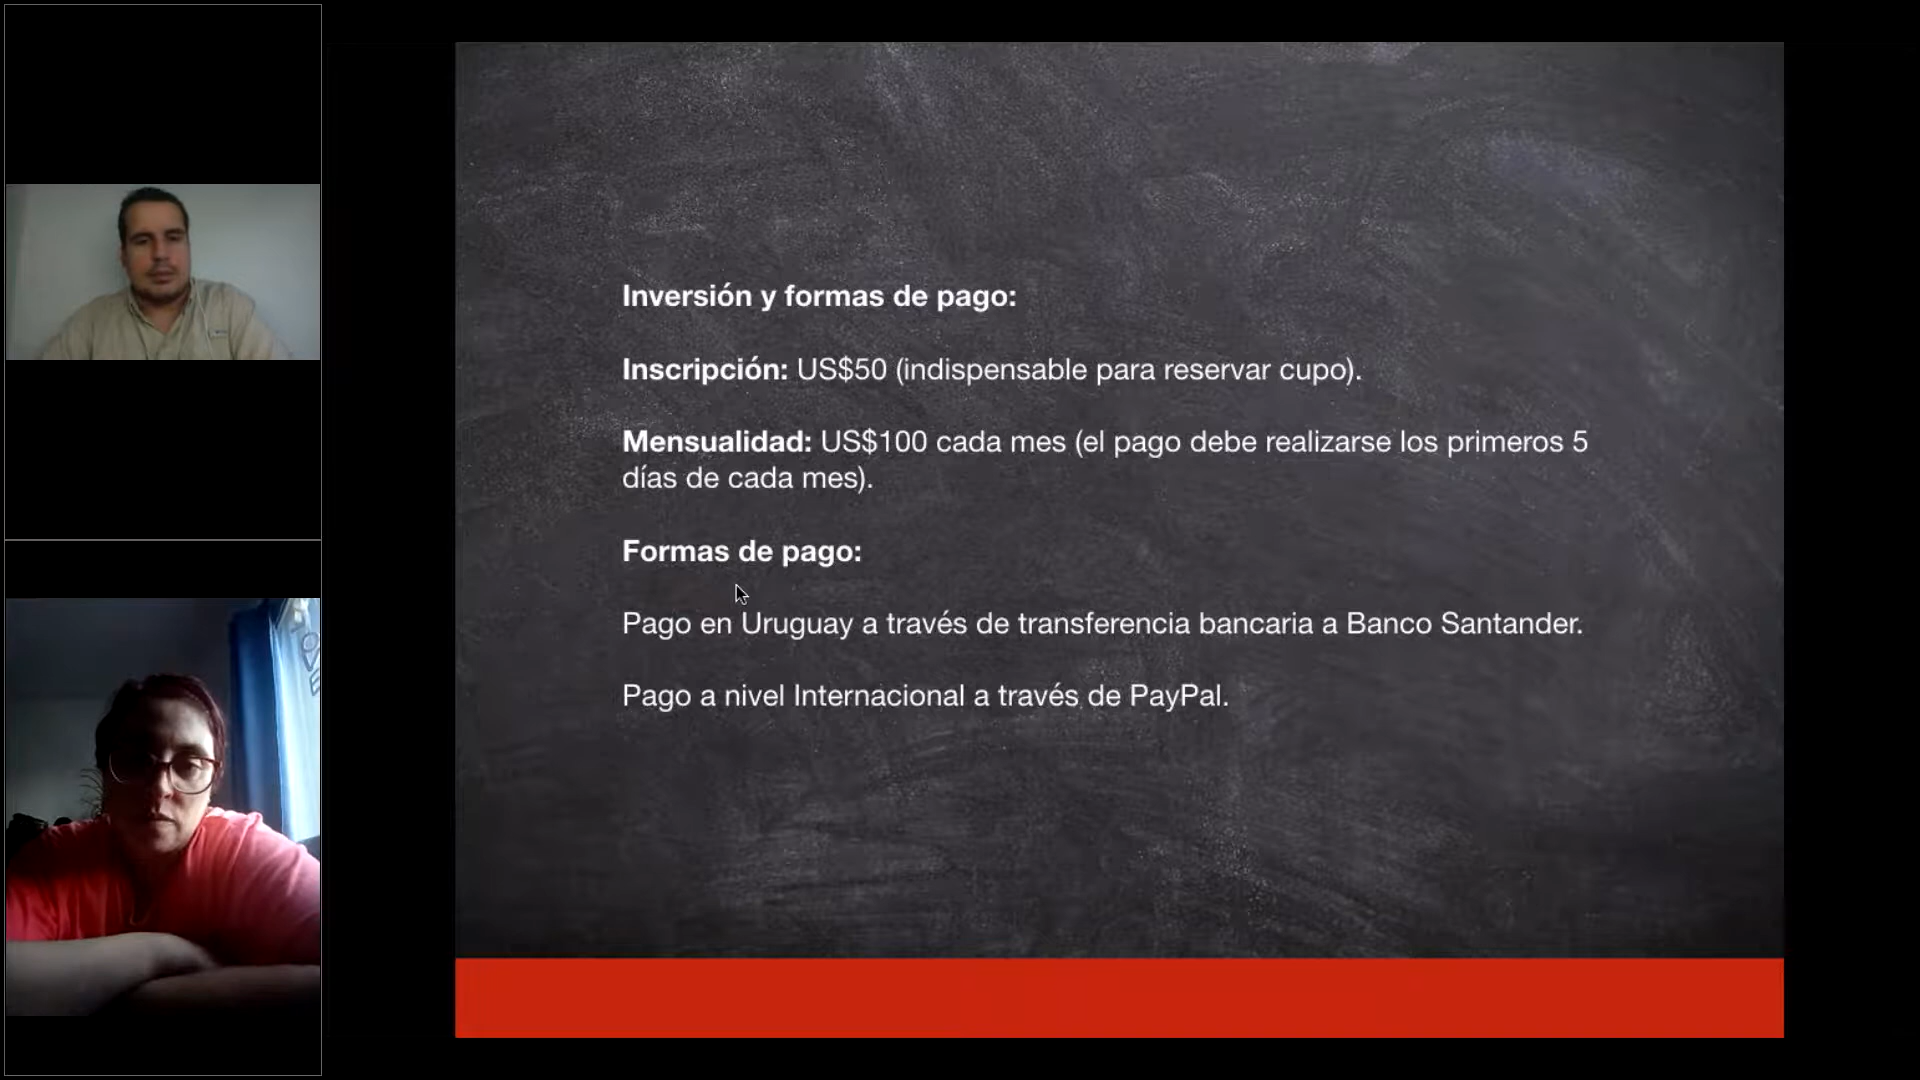 Inversión y formas de pago:
Inscripción: US$50 (indispensable para reservar cupo).
Mensualidad: US$100 cada mes (el pago debe realizarse los primeros 5
días de cada mes).
Formas de pago:
Pago en Uruguay a través de transferencia bancaria a Banco Santander.
Pago a nivel Internacional a través de PayPal.